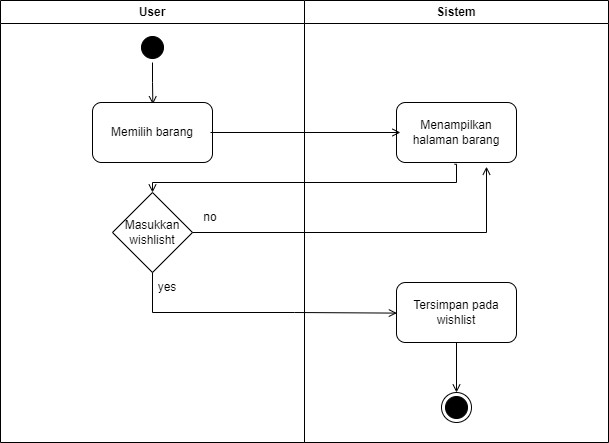 User
Sistem
Memilih barang
Menampilkan
halaman barang
Masukkan
wishlisht
no
yes
Tersimpan pada
wishlist